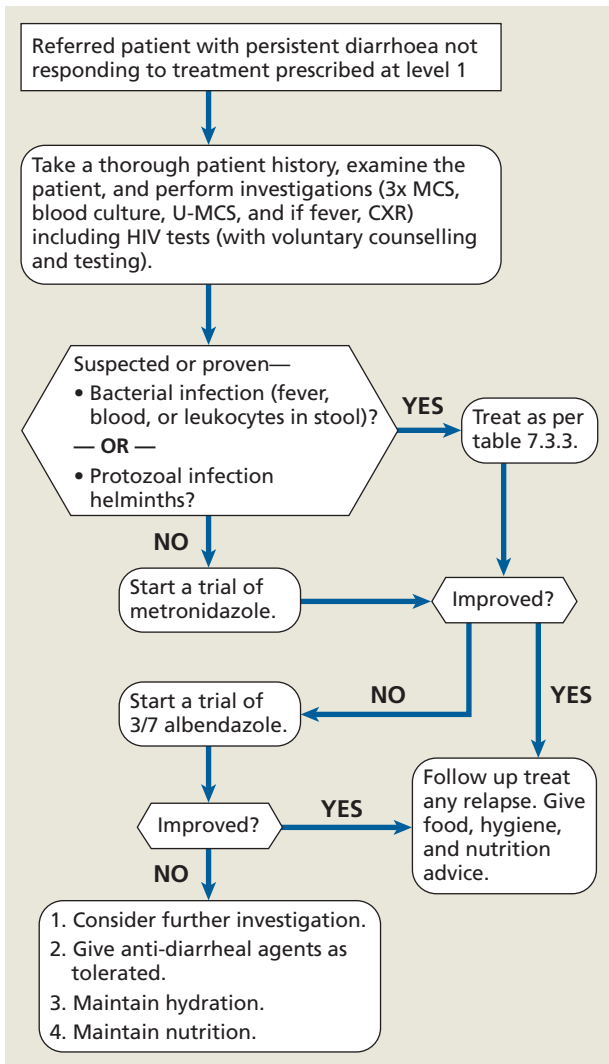 Referred patient with persistent diarrhoea not
responding to treatment prescribed at level 1
Take a thorough patient history, examine the
patient, and perform investigations (3x MCS,
blood culture, U-MCS, and if fever, CXR)
including HIV tests (with voluntary counselling
and testing).
Suspected or proven—
• Bacterial infection (fever,
blood, or leukocytes in stool)?
— OR —
• Protozoal infection
helminths?
YES
Treat as per
table 7.3.3.
NO
Start a trial of
metronidazole.
Improved?
NO
YES
Start a trial of
3/7 albendazole.
Improved?
YES
Follow up treat
any relapse. Give
food, hygiene,
and nutrition
advice.
NO
1. Consider further investigation.
2. Give anti-diarrheal agents as
tolerated.
3. Maintain hydration.
4. Maintain nutrition.